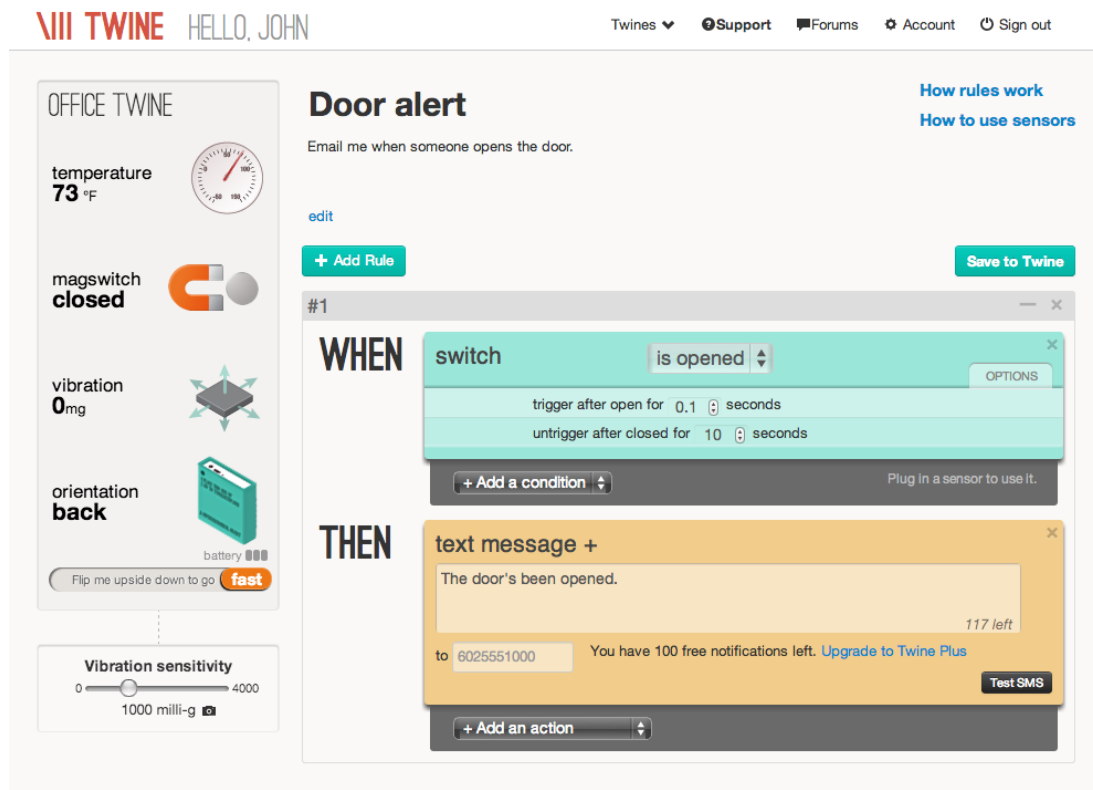 \III TWINE HELLO, JOHN
Twines Support Forums Account Sign out
OFFICE TWINE
temperature
73 °F
magswitch
closed
vibration
0mg
orientation
back
battery
Flip me upside down to go fast
Vibration sensitivity
0 4000
1000 milli-g
Door alert
Email me when someone opens the door.
edit
How rules work
How to use sensors
+ Add Rule
Save to Twine
#1
WHEN
switch is opened
OPTIONS
trigger after open for 0.1 seconds
untrigger after closed for 10 seconds
+ Add a condition
Plug in a sensor to use it.
THEN
text message +
The door's been opened.
117 left
to 6025551000 You have 100 free notifications left. Upgrade to Twine Plus
Test SMS
+ Add an action